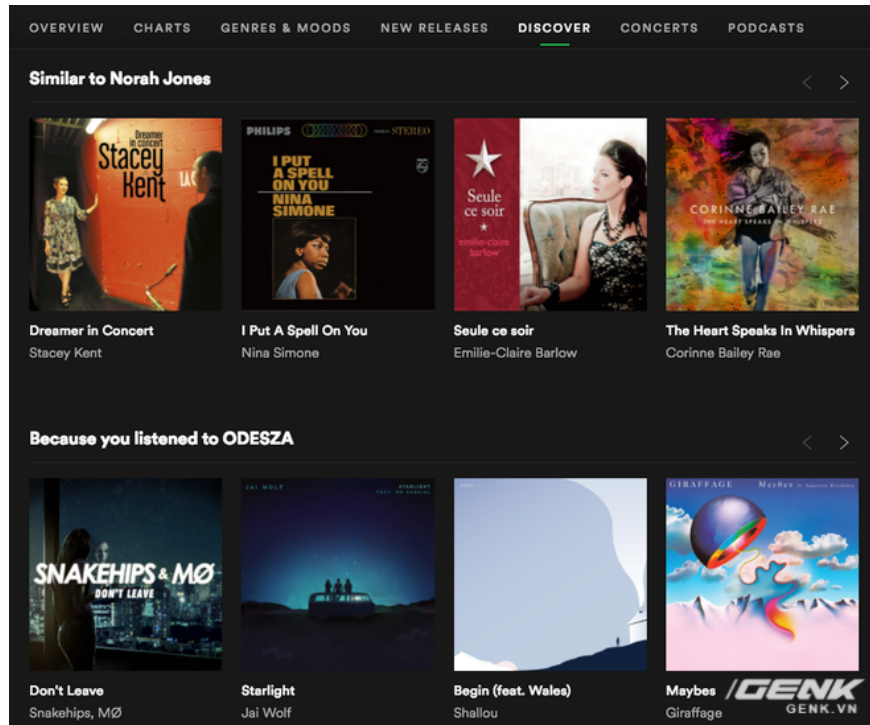 OVERVIEW CHARTS GENRES & MOODS NEW RELEASES DISCOVER CONCERTS PODCASTS
Similar to Norah Jones
Dreamer
in concert
Stacey
Kent
PHILIPS
STEREO
I PUT
A SPELL
ON YOU
NINA
SIMONE
Seule
ce soir
emilie-claire
barlow
CORINNE BAILEY RAE
THE HEART SPEAKS IN WHISPERS
Dreamer in Concert
Stacey Kent
I Put A Spell On You
Nina Simone
Seule ce soir
Emilie-Claire Barlow
The Heart Speaks In Whispers
Corinne Bailey Rae
Because you listened to ODESZA
SNAKEHIPS & MØ
DON'T LEAVE
JAI WOLF
STARLIGHT
GIRAFFAGE Maybes
Don't Leave
Snakehips, MØ
Starlight
Jai Wolf
Begin (feat. Wales)
Shallou
Maybes
Giraffage
GENK
GENK.VN